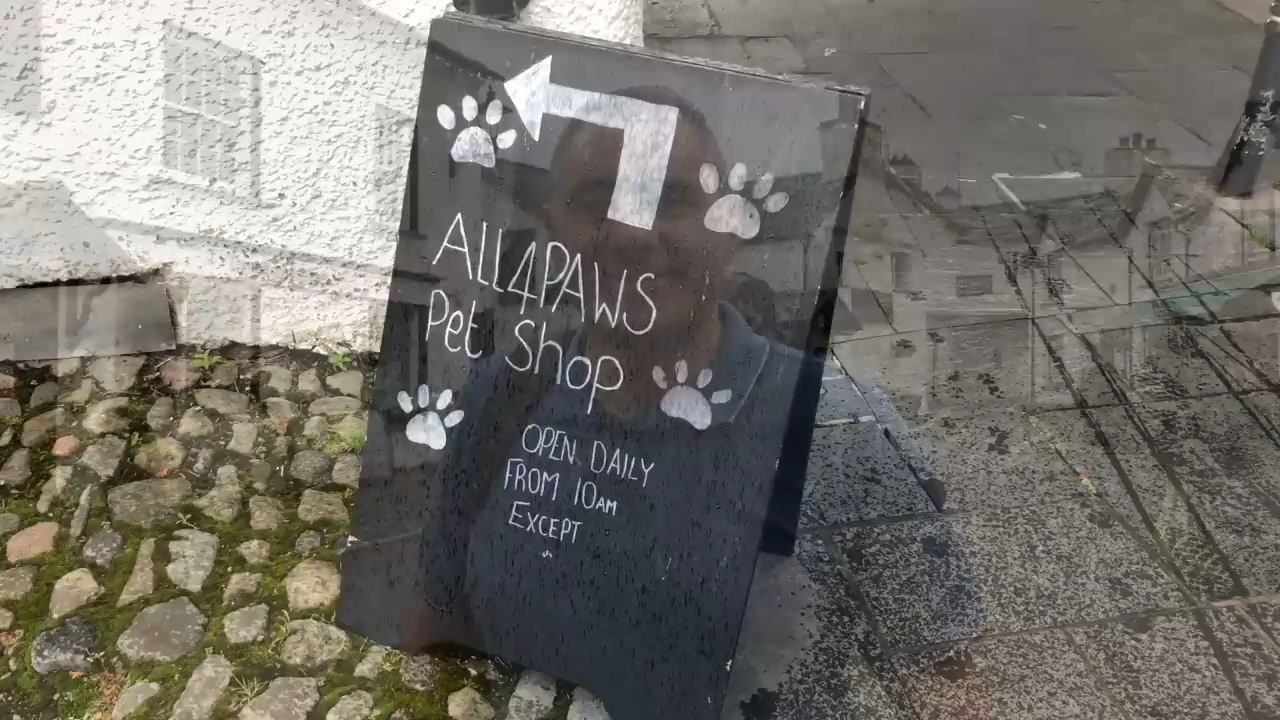 ALL4PAWS
Pet Shop
OPEN DAILY
FROM 10AM
EXCEPT